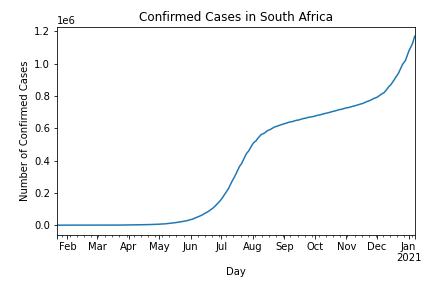 Confirmed Cases in South Africa
1e6
1.2
1.0
0.8
0.6
0.4
0.2
0.0
Number of Confirmed Cases
Feb Mar Apr May Jun Jul Aug Sep Oct Nov Dec Jan
2021
Day